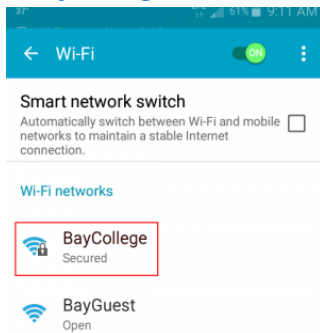 37°
61% 9:11 AM
Wi-Fi
ON
Smart network switch
Automatically switch between Wi-Fi and mobile
networks to maintain a stable Internet
connection.
Wi-Fi networks
BayCollege
Secured
BayGuest
Open